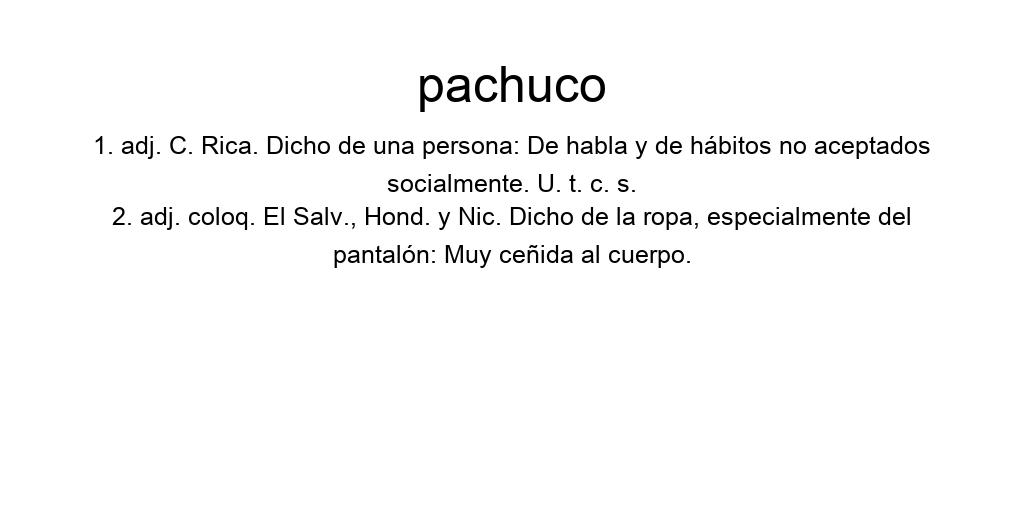 pachuco
1. adj. C. Rica. Dicho de una persona: De habla y de hábitos no aceptados
socialmente. U. t. c. s.
2. adj. coloq. El Salv., Hond. y Nic. Dicho de la ropa, especialmente del
pantalón: Muy ceñida al cuerpo.